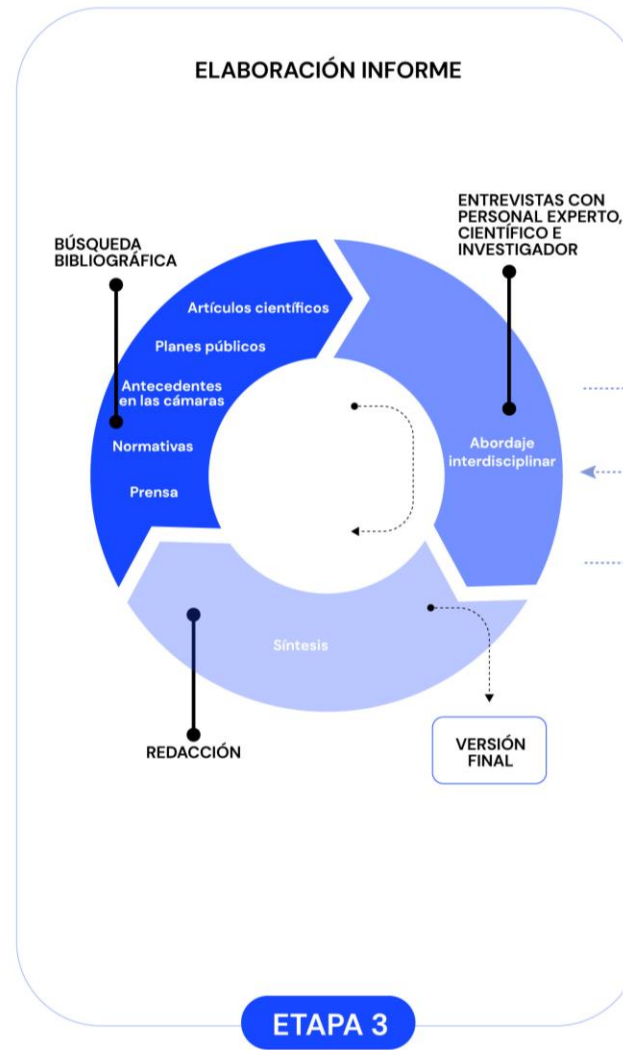 ELABORACIÓN INFORME
BÚSQUEDA
BIBLIOGRÁFICA
Artículos científicos
Planes públicos
Antecedentes
en las cámaras
Normativas
Prensa
ENTREVISTAS CON
PERSONAL EXPERTO,
CIENTÍFICO E
INVESTIGADOR
Abordaje
interdisciplinar
Síntesis
REDACCIÓN
VERSIÓN
FINAL
ETAPA 3